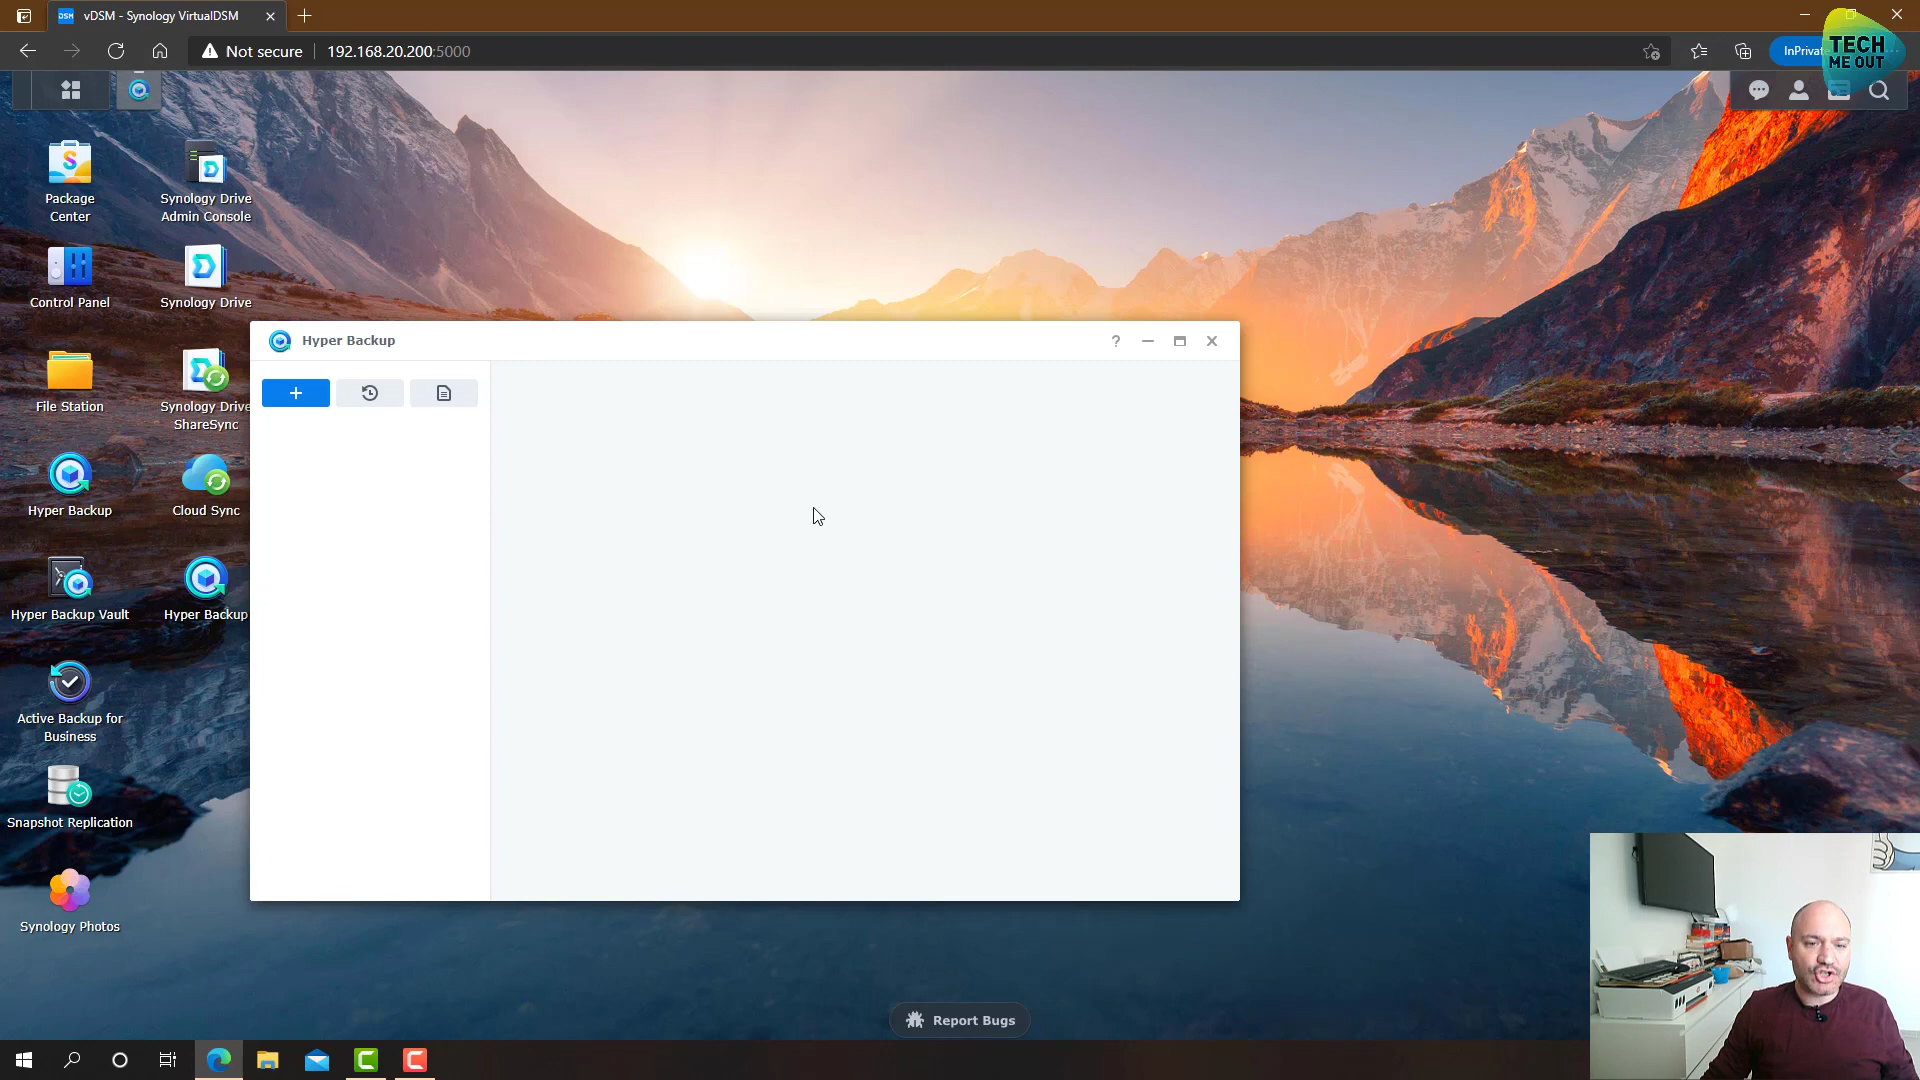 vDSM - Synology VirtualDSM
Not secure
192.168.20.200:5000
InPrivate
TECH
ME OUT
Package
Center
Synology Drive
Admin Console
Control Panel
Synology Drive
Hyper Backup
File Station
Synology Drive
ShareSync
Hyper Backup
Cloud Sync
Hyper Backup Vault
Hyper Backup
Active Backup for
Business
Snapshot Replication
Synology Photos
Report Bugs